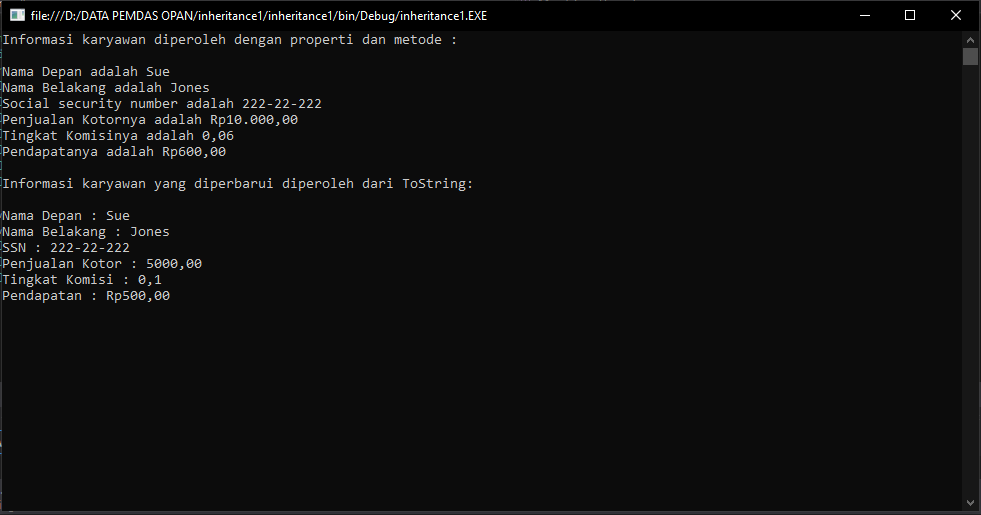 file:///D:/DATA PEMDAS OPAN/inheritance1/inheritance1/bin/Debug/inheritance1.EXE
Informasi karyawan diperoleh dengan properti dan metode :
Nama Depan adalah Sue
Nama Belakang adalah Jones
Social security number adalah 222-22-222
Penjualan Kotornya adalah Rp10.000,00
Tingkat Komisinya adalah 0,06
Pendapatanya adalah Rp600,00
Informasi karyawan yang diperbarui diperoleh dari ToString:
Nama Depan : Sue
Nama Belakang : Jones
SSN : 222-22-222
Penjualan Kotor : 5000,00
Tingkat Komisi : 0,1
Pendapatan : Rp500,00